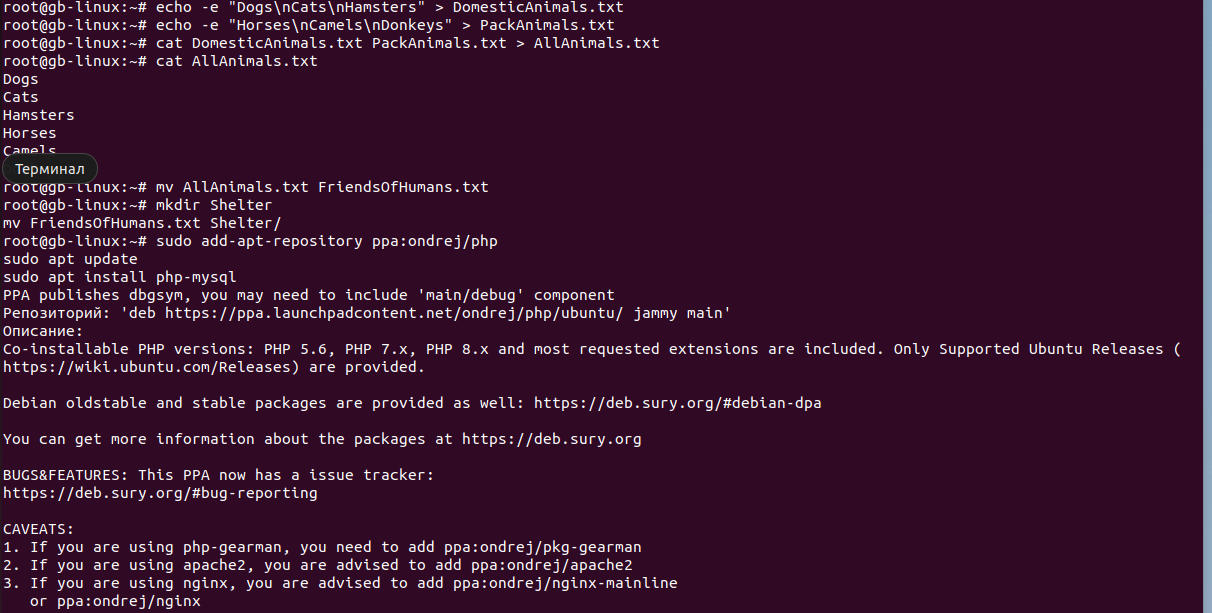 root@gb-linux:~# echo -e "Dogs\nCats\nHamsters" > DomesticAnimals.txt
root@gb-linux:~# echo -e "Horses\nCamels\nDonkeys" > PackAnimals.txt
root@gb-linux:~# cat DomesticAnimals.txt PackAnimals.txt > AllAnimals.txt
root@gb-linux:~# cat AllAnimals.txt
Dogs
Cats
Hamsters
Horses
Camels
Терминал
root@gb-linux:~# mv AllAnimals.txt FriendsOfHumans.txt
root@gb-linux:~# mkdir Shelter
mv FriendsOfHumans.txt Shelter/
root@gb-linux:~# sudo add-apt-repository ppa:ondrej/php
sudo apt update
sudo apt install php-mysql
PPA publishes dbgsym, you may need to include 'main/debug' component
Репозиторий: 'deb https://ppa.launchpadcontent.net/ondrej/php/ubuntu/ jammy main'
Описание:
Co-installable PHP versions: PHP 5.6, PHP 7.x, PHP 8.x and most requested extensions are included. Only Supported Ubuntu Releases (
https://wiki.ubuntu.com/Releases) are provided.
Debian oldstable and stable packages are provided as well: https://deb.sury.org/#debian-dpa
You can get more information about the packages at https://deb.sury.org
BUGS&FEATURES: This PPA now has a issue tracker:
https://deb.sury.org/#bug-reporting
CAVEATS:
1. If you are using php-gearman, you need to add ppa:ondrej/pkg-gearman
2. If you are using apache2, you are advised to add ppa:ondrej/apache2
3. If you are using nginx, you are advised to add ppa:ondrej/nginx-mainline
or ppa:ondrej/nginx